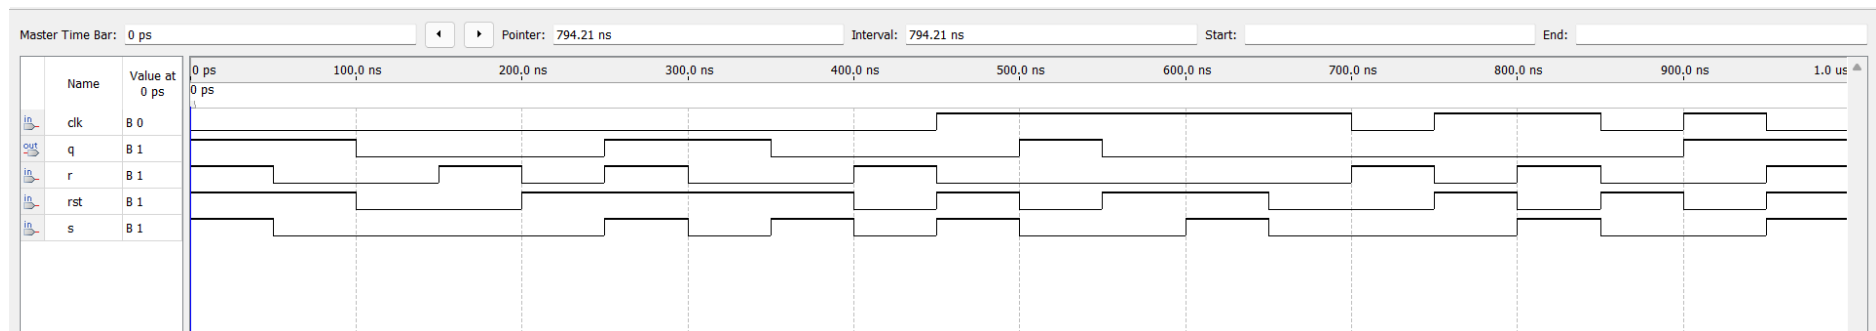 Master Time Bar: 0 ps Pointer: 794.21 ns Interval: 794.21 ns Start: End:
Name Value at 0 ps
0 ps 100.0 ns 200.0 ns 300.0 ns 400.0 ns 500.0 ns 600.0 ns 700.0 ns 800.0 ns 900.0 ns 1.0 us
0 ps
in clk B 0
out q B 1
in r B 1
in rst B 1
in s B 1